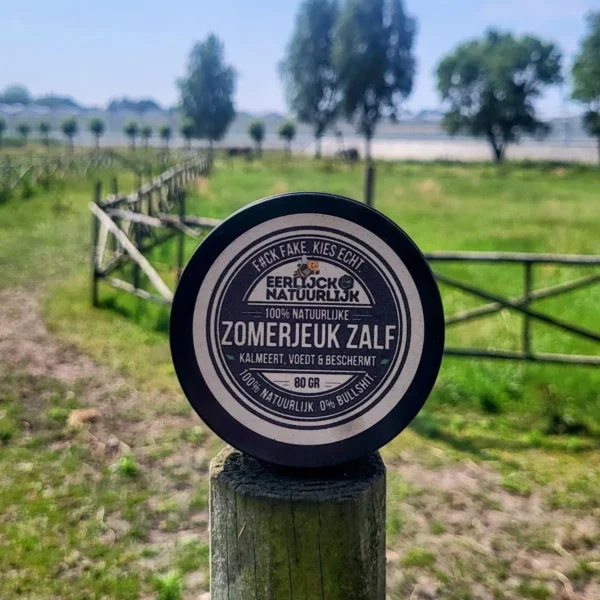 F#CK FAKE. KIES ECHT.
EERLIJCK
NATUURLIJK
100% NATUURLIJKE
ZOMERJEUK ZALF
KALMEERT, VOEDT & BESCHERMT
80 GR
100% NATUURLIJK. 0% BULLSHIT